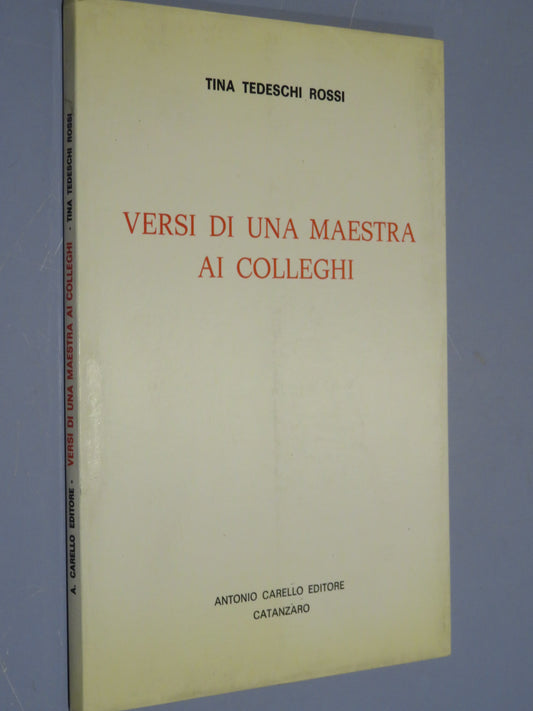 TINA TEDESCHI ROSSI
VERSI DI UNA MAESTRA
AI COLLEGHI
ANTONIO CARELLO EDITORE
CATANZARO
A. CARELLO EDITORE - VERSI DI UNA MAESTRA AI COLLEGHI - TINA TEDESCHI ROSSI